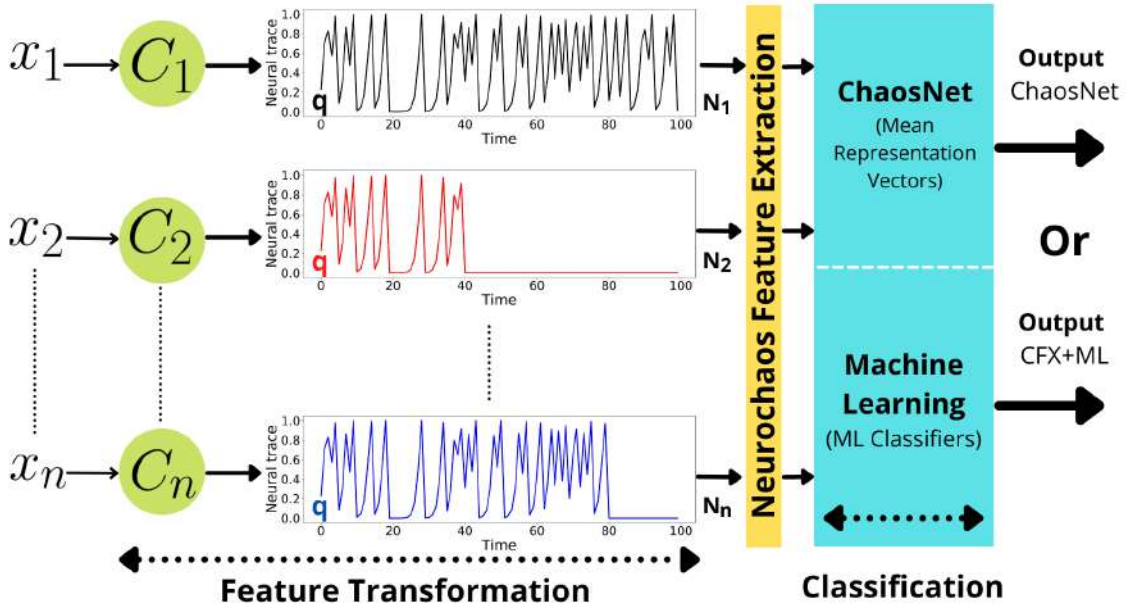 x1
C1
Neural trace
1.0
0.8
0.6
0.4
0.2
0.0
q
0 20 40 60 80 100
Time
N1
x2
C2
Neural trace
1.0
0.8
0.6
0.4
0.2
0.0
q
0 20 40 60 80 100
Time
N2
xn
Cn
Neural trace
1.0
0.8
0.6
0.4
0.2
0.0
q
0 20 40 60 80 100
Time
Nn
Feature Transformation
Neurochaos Feature Extraction
ChaosNet
(Mean
Representation
Vectors)
Machine
Learning
(ML Classifiers)
Classification
Output
ChaosNet
Or
Output
CFX+ML